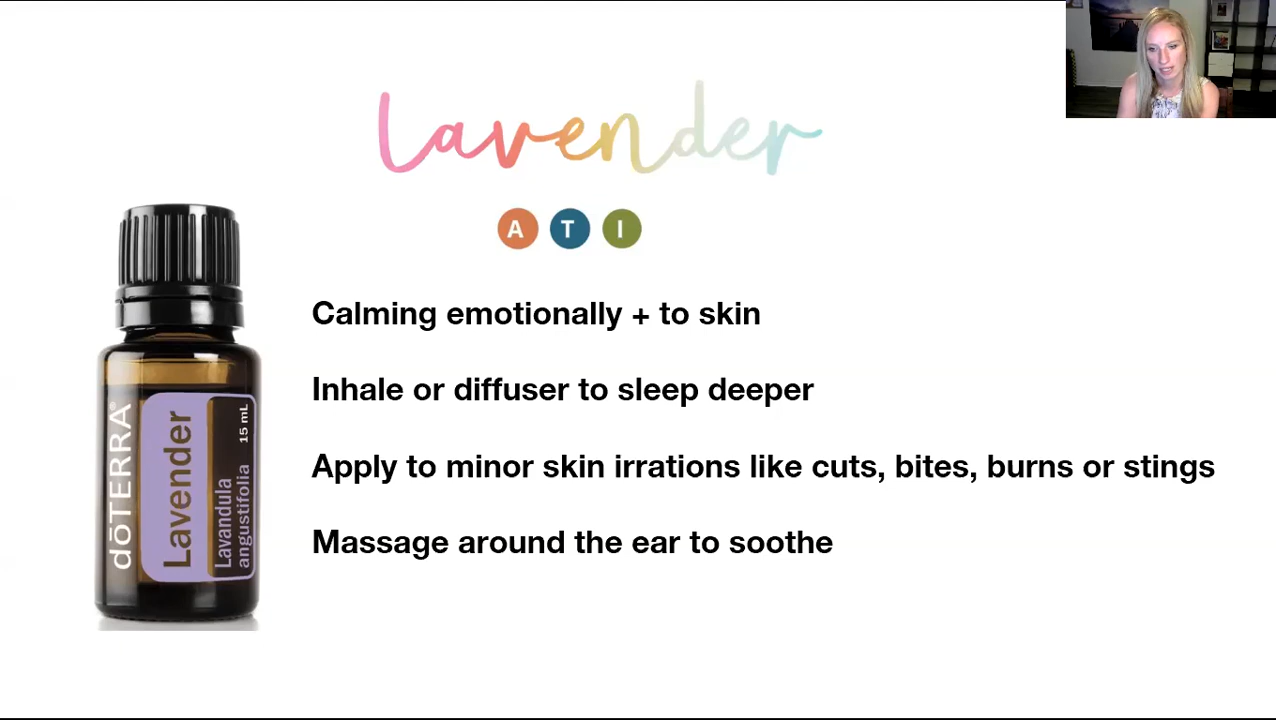 Lavender
A T I
Calming emotionally + to skin
Inhale or diffuser to sleep deeper
Apply to minor skin irrations like cuts, bites, burns or stings
Massage around the ear to soothe
dōTERRA®
Lavender
Lavandula
angustifolia
15 mL